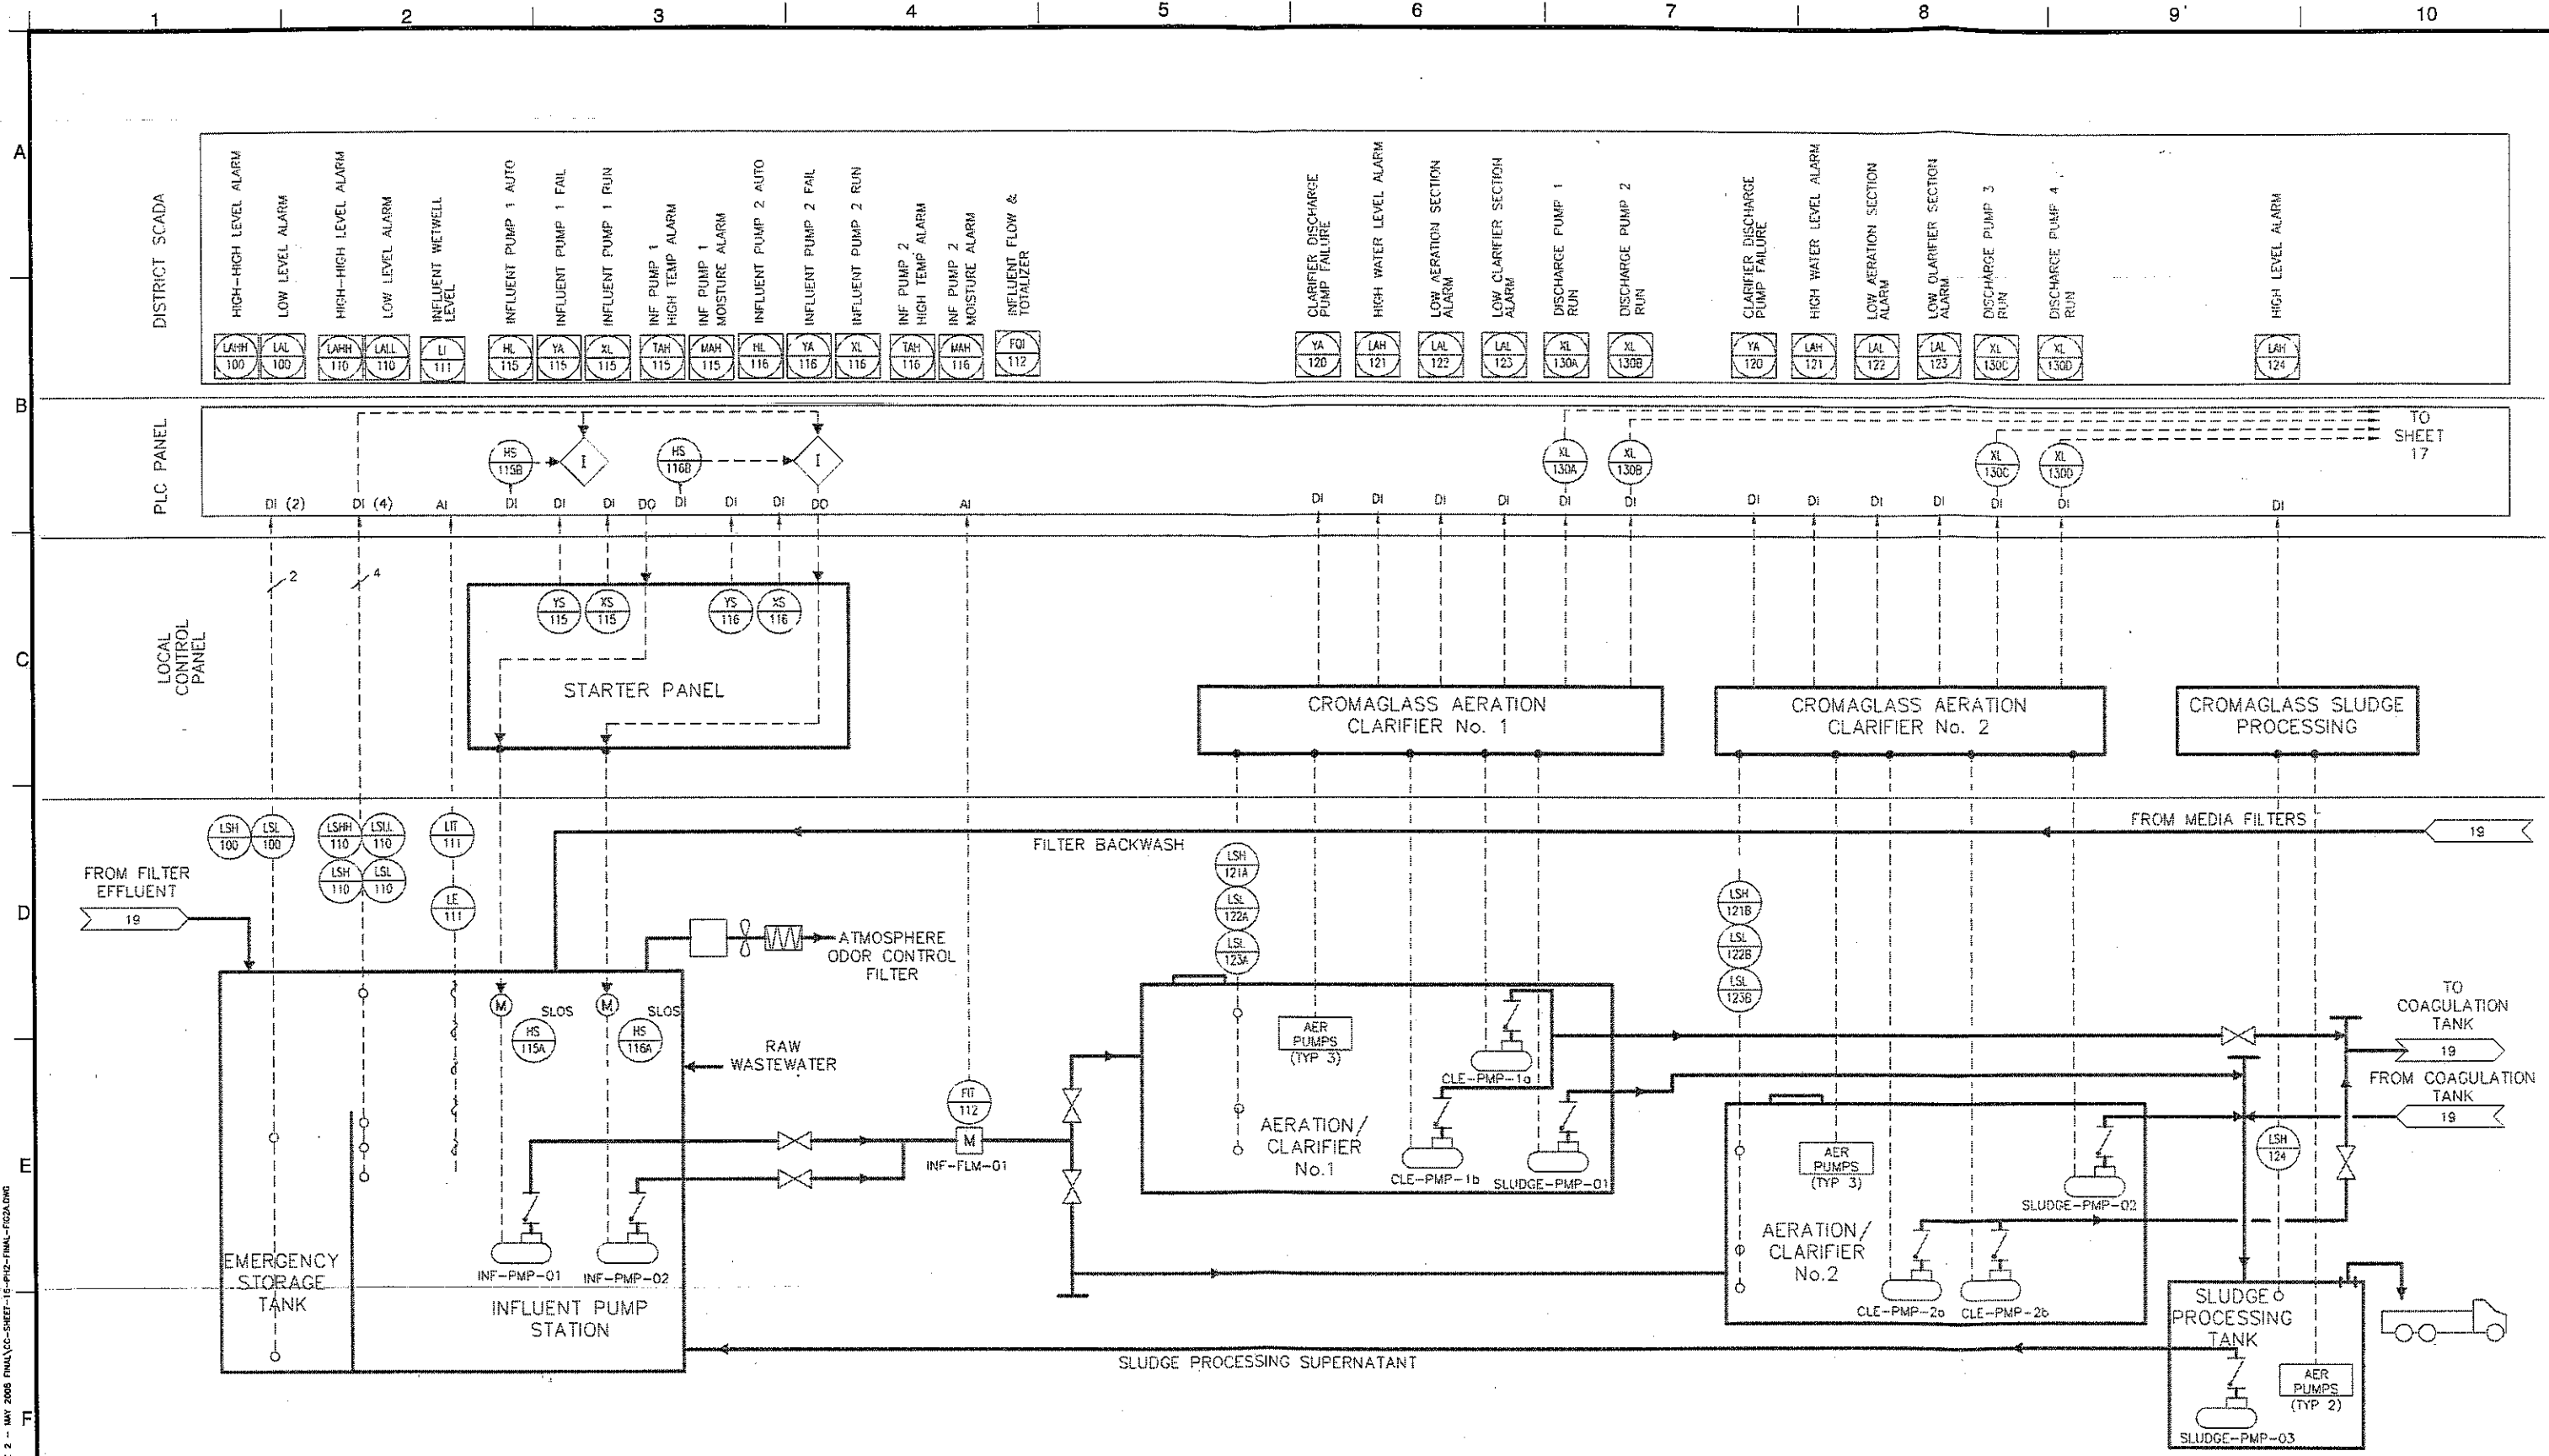 1 2 3 4 5 6 7 8 9 10
A
B
C
D
E
F
DISTRICT SCADA
HIGH-HIGH LEVEL ALARM
LOW LEVEL ALARM
HIGH-HIGH LEVEL ALARM
LOW LEVEL ALARM
INFLUENT WETWELL
LEVEL
INFLUENT PUMP 1 AUTO
INFLUENT PUMP 1 FAIL
INFLUENT PUMP 1 RUN
INF PUMP 1
HIGH TEMP ALARM
INF PUMP 1
MOISTURE ALARM
INFLUENT PUMP 2 AUTO
INFLUENT PUMP 2 FAIL
INFLUENT PUMP 2 RUN
INF PUMP 2
HIGH TEMP ALARM
INF PUMP 2
MOISTURE ALARM
INFLUENT FLOW &
TOTALIZER
CLARIFIER DISCHARGE
PUMP FAILURE
HIGH WATER LEVEL ALARM
LOW AERATION SECTION
ALARM
LOW CLARIFIER SECTION
ALARM
DISCHARGE PUMP 1
RUN
DISCHARGE PUMP 2
RUN
CLARIFIER DISCHARGE
PUMP FAILURE
HIGH WATER LEVEL ALARM
LOW AERATION SECTION
ALARM
LOW CLARIFIER SECTION
ALARM
DISCHARGE PUMP 3
RUN
DISCHARGE PUMP 4
RUN
HIGH LEVEL ALARM
LAHH 100
LAL 100
LAHH 110
LALL 110
LI 111
HL 115
YA 115
XL 115
TAH 115
MAH 115
HL 116
YA 116
XL 116
TAH 116
MAH 116
FQI 112
YA 120
LAH 121
LAL 122
LAL 123
XL 130A
XL 130B
YA 120
LAH 121
LAL 122
LAL 123
XL 130C
XL 130D
LAH 124
PLC PANEL
HS 115B
I
HS 116B
I
XL 130A
XL 130B
XL 130C
XL 130D
TO
SHEET
17
DI (2) DI (4) AI DI DI DI DO DI DI DI DO AI DI DI DI DI DI DI DI DI DI DI DI DI DI
2
4
LOCAL
CONTROL
PANEL
YS 115
XS 115
YS 116
XS 116
STARTER PANEL
CROMAGLASS AERATION
CLARIFIER No. 1
CROMAGLASS AERATION
CLARIFIER No. 2
CROMAGLASS SLUDGE
PROCESSING
LSH 100
LSL 100
LSHH 110
LSLL 110
LSH 110
LSL 110
LIT 111
LE 111
FILTER BACKWASH
FROM MEDIA FILTERS
19
FROM FILTER
EFFLUENT
19
ATMOSPHERE
ODOR CONTROL
FILTER
LSH 121A
LSL 122A
LSL 123A
LSH 121B
LSL 122B
LSL 123B
M
SLOS
HS 115A
M
SLOS
HS 116A
RAW
WASTEWATER
FIT 112
M
INF-FLM-01
AER
PUMPS
(TYP 3)
CLE-PMP-1a
CLE-PMP-1b
SLUDGE-PMP-01
AERATION/
CLARIFIER
No.1
TO
COAGULATION
TANK
19
FROM COAGULATION
TANK
19
LSH 124
AER
PUMPS
(TYP 3)
SLUDGE-PMP-02
AERATION/
CLARIFIER
No.2
CLE-PMP-2a
CLE-PMP-2b
EMERGENCY
STORAGE
TANK
INF-PMP-01
INF-PMP-02
INFLUENT PUMP
STATION
SLUDGE PROCESSING SUPERNATANT
SLUDGE
PROCESSING
TANK
AER
PUMPS
(TYP 2)
SLUDGE-PMP-03
2 - MAY 2005 FINAL\CC-SHEET-15-PH2-FINAL-FIG2A.DWG